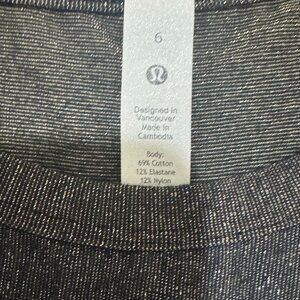 6
Designed in
Vancouver
Made in
Cambodia
Body:
69% Cotton
12% Elastane
12% Nylon